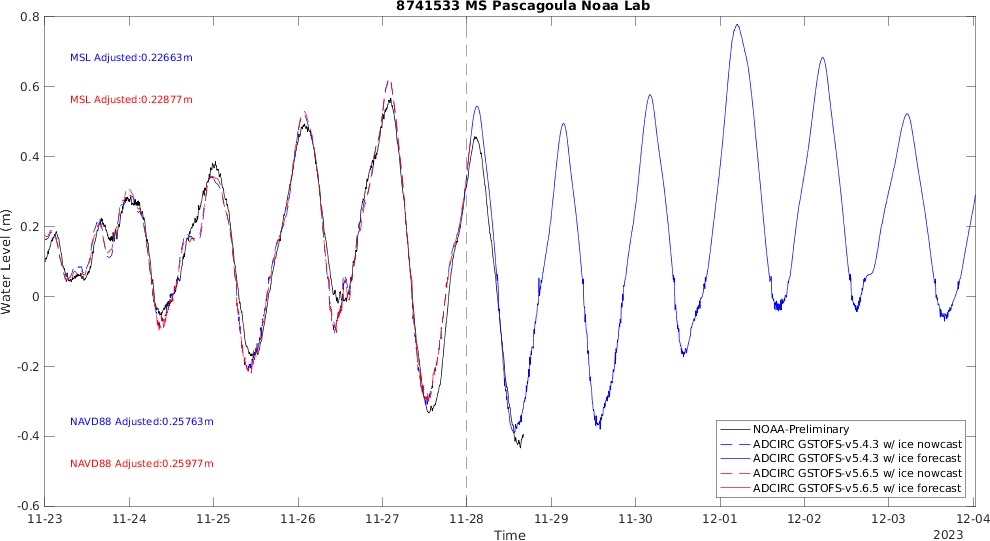 8741533 MS Pascagoula Noaa Lab
0.8
MSL Adjusted:0.22663m
0.6
MSL Adjusted:0.22877m
0.4
0.2
Water Level (m)
0
-0.2
NAVD88 Adjusted:0.25763m
-0.4
NAVD88 Adjusted:0.25977m
-0.6
NOAA-Preliminary
ADCIRC GSTOFS-v5.4.3 w/ ice nowcast
ADCIRC GSTOFS-v5.4.3 w/ ice forecast
ADCIRC GSTOFS-v5.6.5 w/ ice nowcast
ADCIRC GSTOFS-v5.6.5 w/ ice forecast
11-23 11-24 11-25 11-26 11-27 11-28 11-29 11-30 12-01 12-02 12-03 12-04
Time
2023